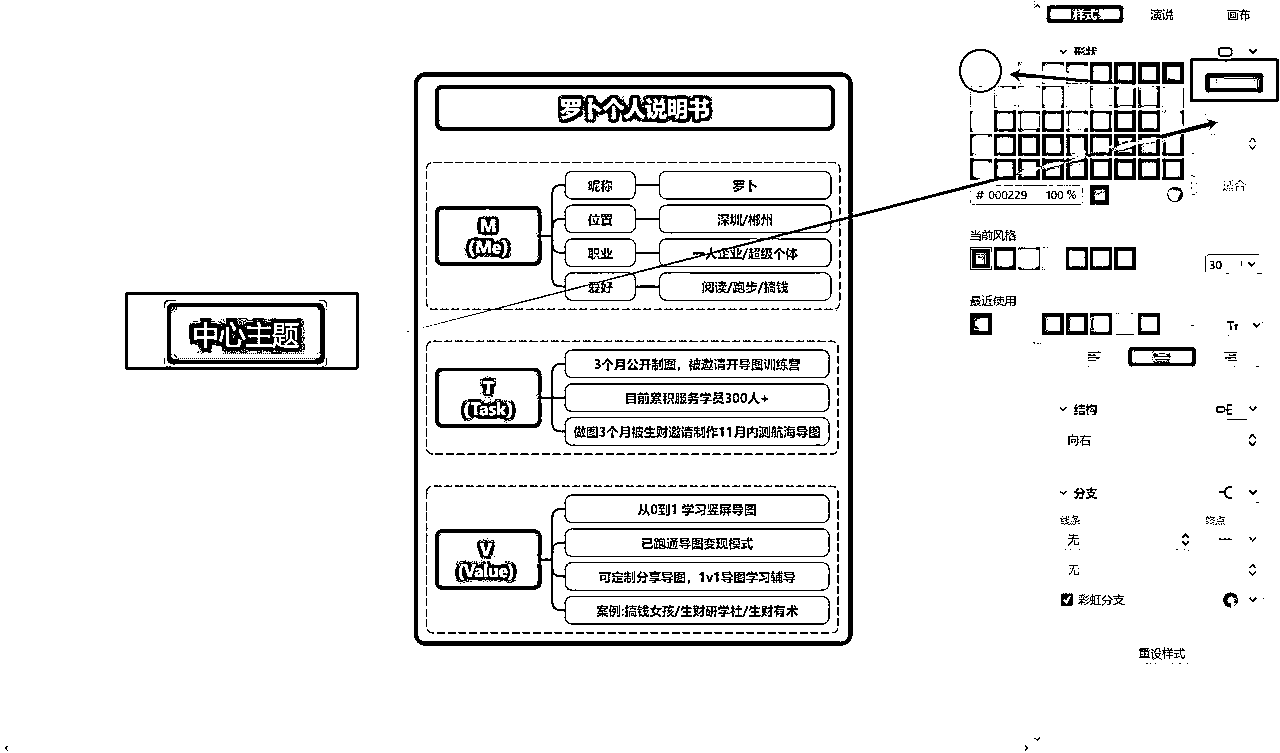 样式
演说
画布
形状
罗卜个人说明书
昵称
罗卜
M
(Me)
位置
深圳/郴州
职业
一人企业/超级个体
爱好
阅读/跑步/搞钱
# 000229 100 %
适合
当前风格
30
最近使用
Tr
中心主题
T
(Task)
3个月公开制图，被邀请开导图训练营
目前累积服务学员300人+
做图3个月被生财邀请制作11月内测航海导图
结构
向右
分支
线条
终点
无
无
彩虹分支
V
(Value)
从0到1 学习竖屏导图
已跑通导图变现模式
可定制分享导图，1v1导图学习辅导
案例:搞钱女孩/生财研学社/生财有术
重设样式